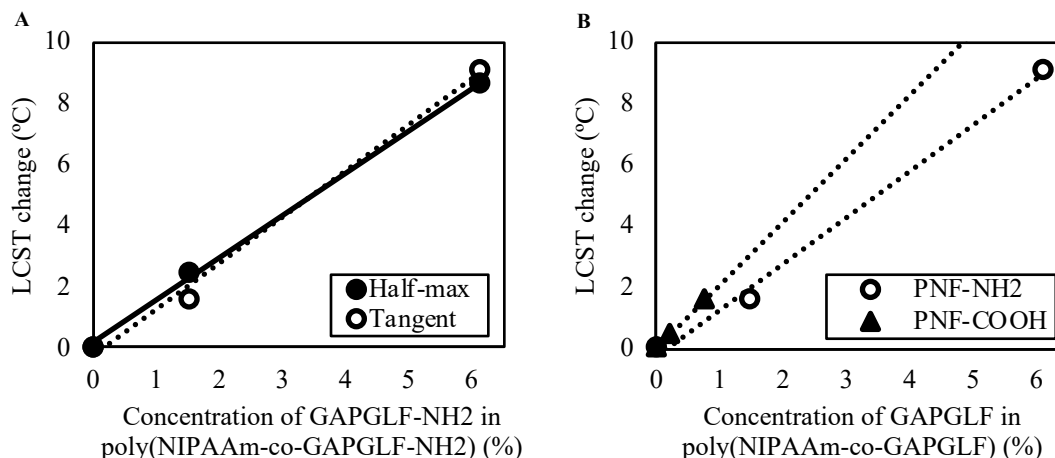 A
LCST change (ºC)
10
8
6
4
2
0
0 1 2 3 4 5 6
Half-max
Tangent
Concentration of GAPGLF-NH2 in
poly(NIPAAm-co-GAPGLF-NH2) (%)
B
LCST change (ºC)
10
8
6
4
2
0
0 1 2 3 4 5 6
PNF-NH2
PNF-COOH
Concentration of GAPGLF in
poly(NIPAAm-co-GAPGLF) (%)